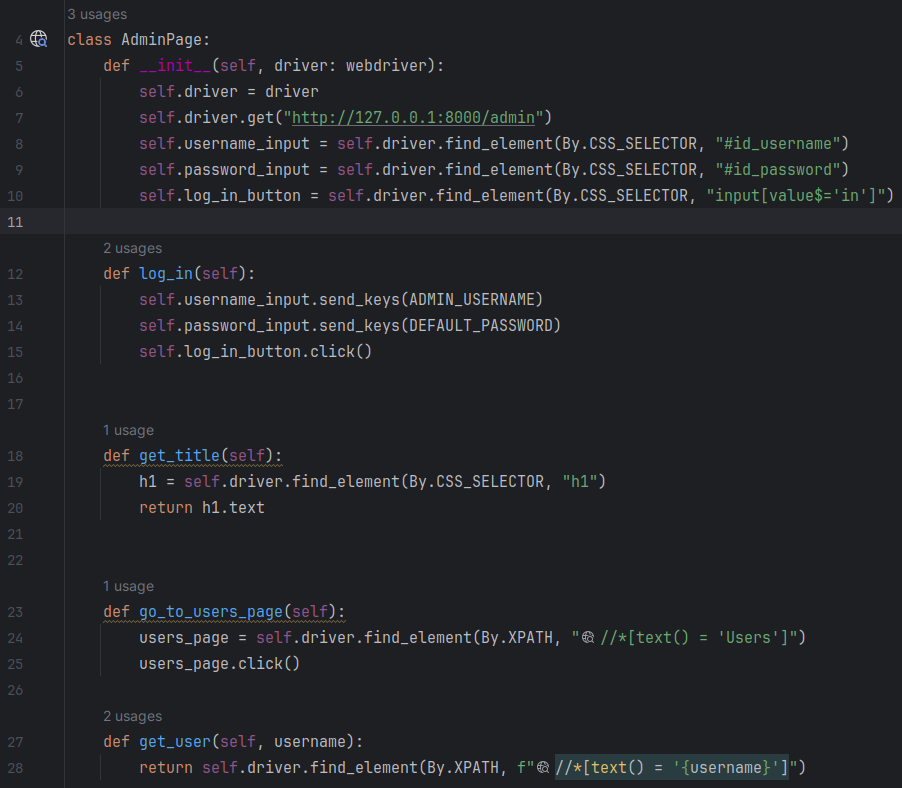 3 usages
4 class AdminPage:
5 def __init__(self, driver: webdriver):
6 self.driver = driver
7 self.driver.get("http://127.0.0.1:8000/admin")
8 self.username_input = self.driver.find_element(By.CSS_SELECTOR, "#id_username")
9 self.password_input = self.driver.find_element(By.CSS_SELECTOR, "#id_password")
10 self.log_in_button = self.driver.find_element(By.CSS_SELECTOR, "input[value$='in']")
11
2 usages
12 def log_in(self):
13 self.username_input.send_keys(ADMIN_USERNAME)
14 self.password_input.send_keys(DEFAULT_PASSWORD)
15 self.log_in_button.click()
16
17
1 usage
18 def get_title(self):
19 h1 = self.driver.find_element(By.CSS_SELECTOR, "h1")
20 return h1.text
21
22
1 usage
23 def go_to_users_page(self):
24 users_page = self.driver.find_element(By.XPATH, "//*[text() = 'Users']")
25 users_page.click()
26
2 usages
27 def get_user(self, username):
28 return self.driver.find_element(By.XPATH, f"//*[text() = '{username}']")